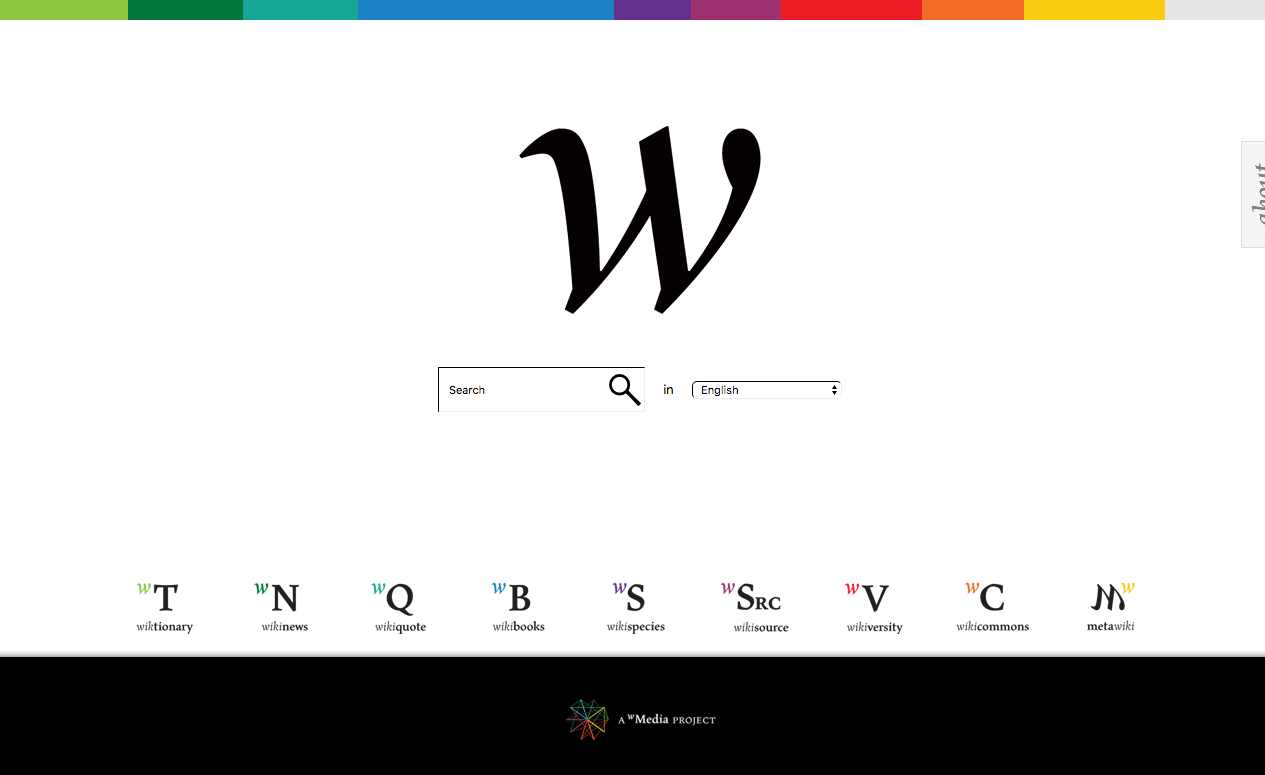 w
about
Search
in
English
wT
wN
wQ
wB
wS
wSRC
wV
wC
Mw
wiktionary
wikinews
wikiquote
wikibooks
wikispecies
wikisource
wikiversity
wikicommons
metawiki
A wMedia PROJECT